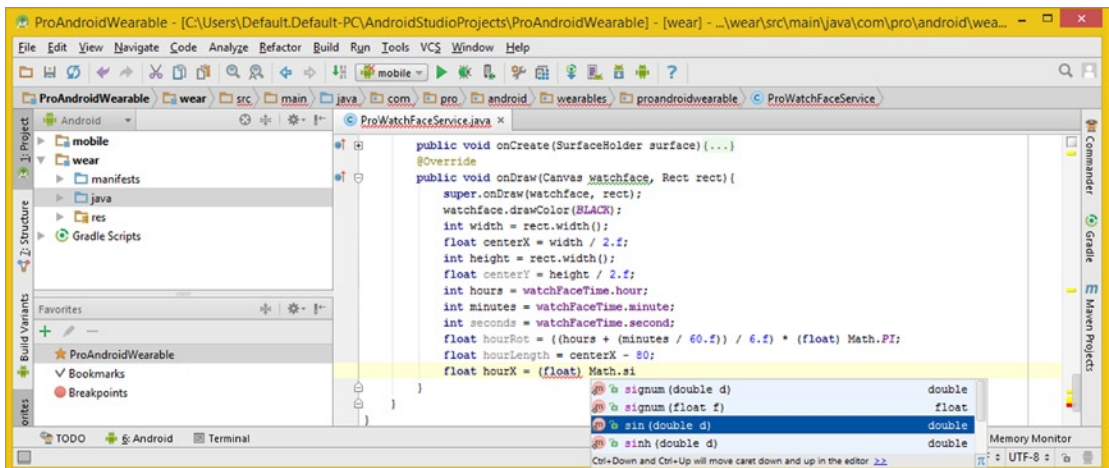 ProAndroidWearable - [C:\Users\Default.Default-PC\AndroidStudioProjects\ProAndroidWearable] - [wear] - ...\wear\src\main\java\com\pro\android\wea...
File Edit View Navigate Code Analyze Refactor Build Run Tools VCS Window Help
mobile
ProAndroidWearable wear src main java com pro android wearables proandroidwearable ProWatchFaceService
1: Project
7: Structure
Build Variants
Android
mobile
wear
manifests
java
res
Gradle Scripts
Favorites
ProAndroidWearable
Bookmarks
Breakpoints
ProWatchFaceService.java ×
public void onCreate(SurfaceHolder surface){...}
@Override
public void onDraw(Canvas watchface, Rect rect){
super.onDraw(watchface, rect);
watchface.drawColor(BLACK);
int width = rect.width();
float centerX = width / 2.f;
int height = rect.width();
float centerY = height / 2.f;
int hours = watchFaceTime.hour;
int minutes = watchFaceTime.minute;
int seconds = watchFaceTime.second;
float hourRot = ((hours + (minutes / 60.f)) / 6.f) * (float) Math.PI;
float hourLength = centerX - 80;
float hourX = (float) Math.si
}
}
}
signum(double d) double
signum(float f) float
sin(double d) double
sinh(double d) double
Ctrl+Down and Ctrl+Up will move caret down and up in the editor >>
π
Commander
Gradle
m Maven Projects
orites
TODO 6: Android Terminal
Memory Monitor
UTF-8